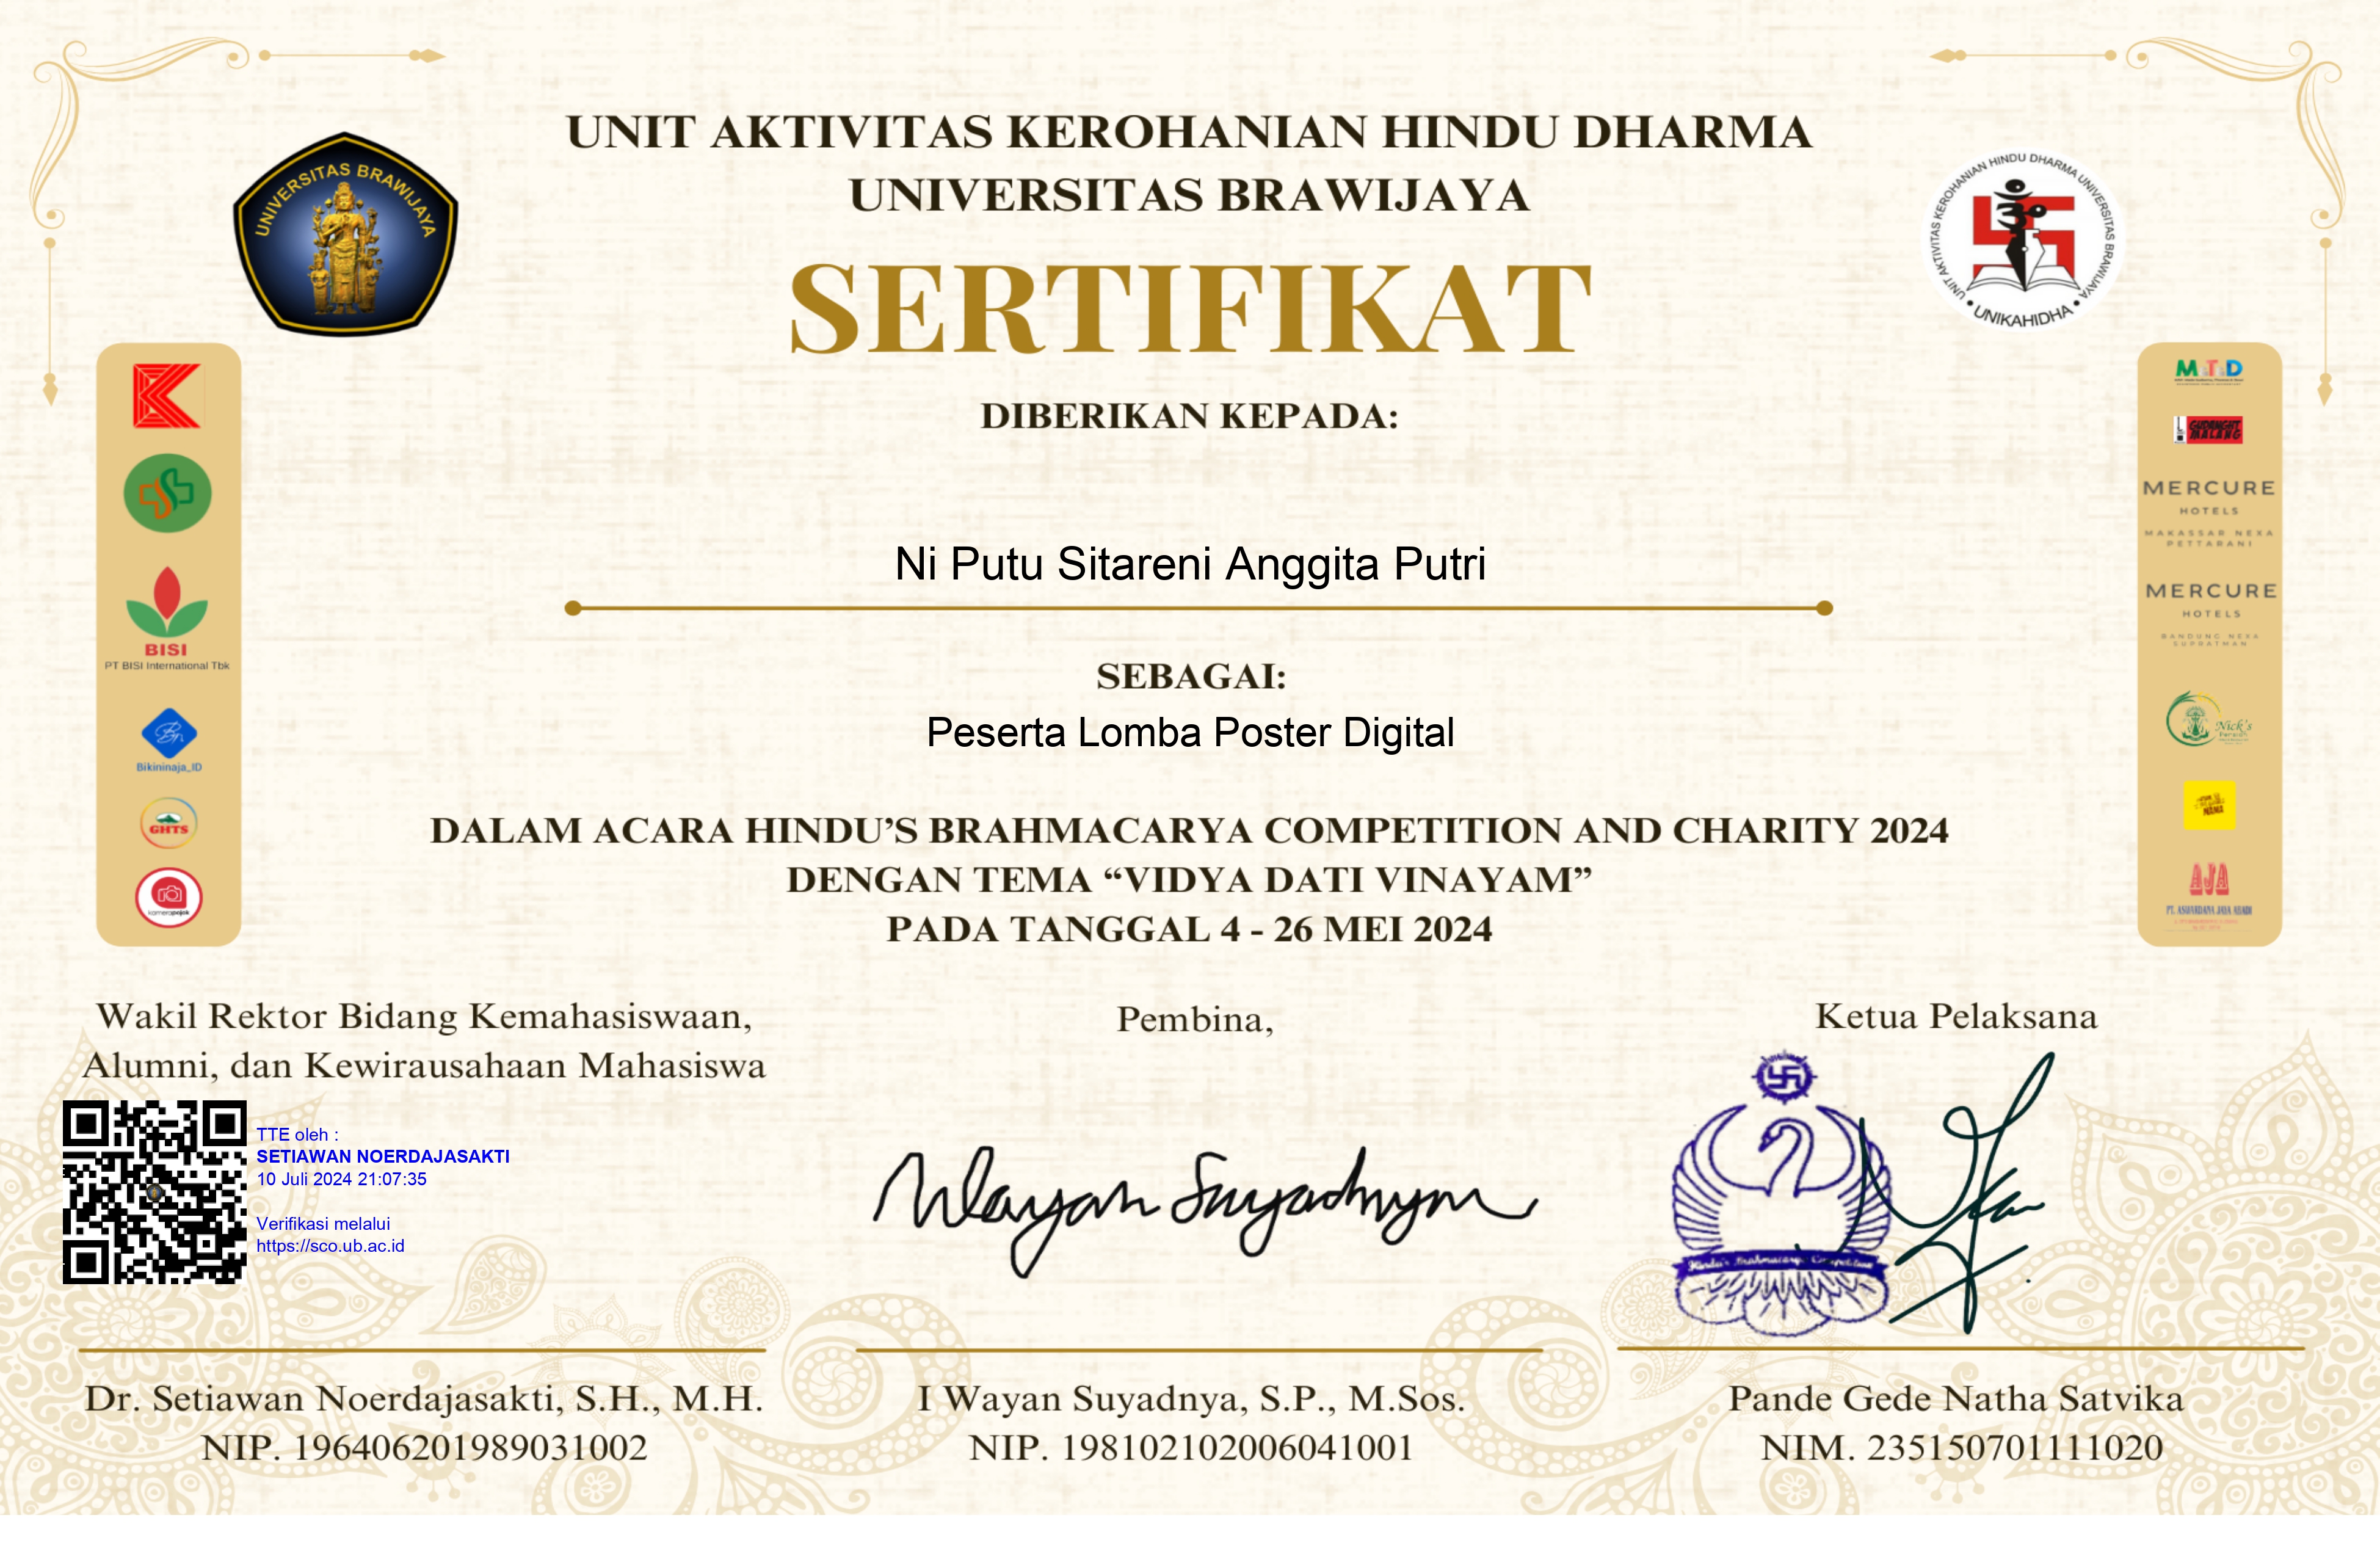 UNIT AKTIVITAS KEROHANIAN HINDU DHARMA
UNIVERSITAS BRAWIJAYA
SERTIFIKAT
DIBERIKAN KEPADA:
Ni Putu Sitareni Anggita Putri
SEBAGAI:
Peserta Lomba Poster Digital
DALAM ACARA HINDU’S BRAHMACARYA COMPETITION AND CHARITY 2024
DENGAN TEMA “VIDYA DATI VINAYAM”
PADA TANGGAL 4 - 26 MEI 2024
UNIVERSITAS BRAWIJAYA
UNIT AKTIVITAS KEROHANIAN HINDU DHARMA UNIVERSITAS BRAWIJAYA
• UNIKAHIDHA •
BISI
PT BISI International Tbk
Bikininaja_ID
GHTS
kamerapojok
MTD
GUDANGHT
MALANG
MERCURE
HOTELS
MAKASSAR NEXA
PETTARANI
MERCURE
HOTELS
BANDUNG NEXA
SUPRATMAN
Nick's
Pension
AJA
Wakil Rektor Bidang Kemahasiswaan,
Alumni, dan Kewirausahaan Mahasiswa
TTE oleh :
SETIAWAN NOERDAJASAKTI
10 Juli 2024 21:07:35
Verifikasi melalui
https://sco.ub.ac.id
Dr. Setiawan Noerdajasakti, S.H., M.H.
NIP. 196406201989031002
Pembina,
Wayan Suyadnya
I Wayan Suyadnya, S.P., M.Sos.
NIP. 198102102006041001
Ketua Pelaksana
Hindu's Brahmacarya Competition
Pande Gede Natha Satvika
NIM. 235150701111020